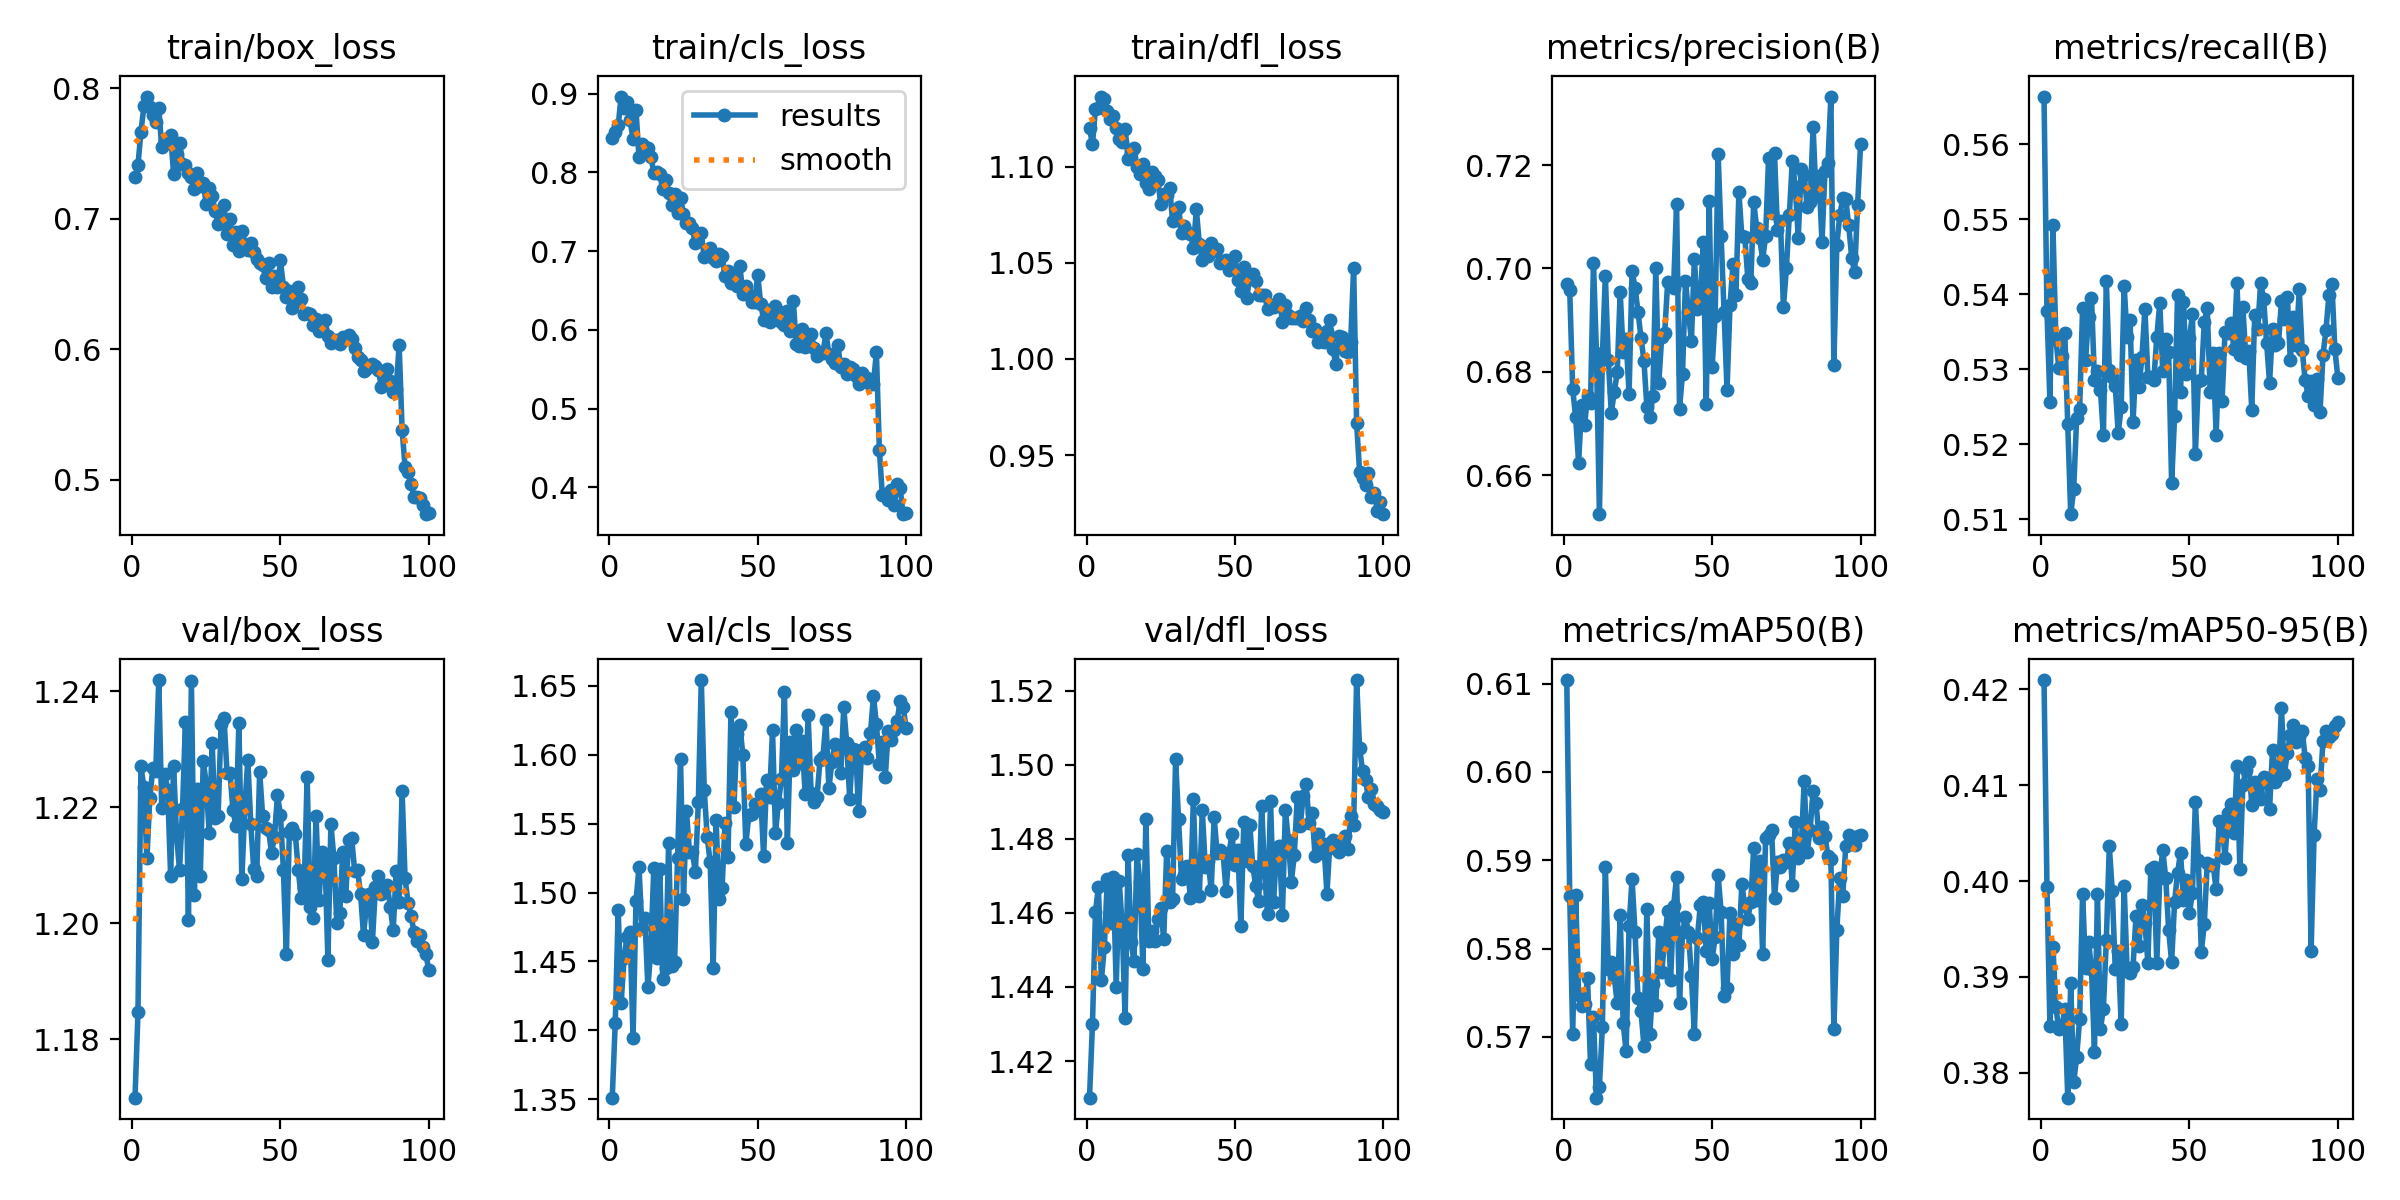 train/box_loss
0.8
0.7
0.6
0.5
0 50 100
train/cls_loss
results
smooth
0.9
0.8
0.7
0.6
0.5
0.4
0 50 100
train/dfl_loss
1.10
1.05
1.00
0.95
0 50 100
metrics/precision(B)
0.72
0.70
0.68
0.66
0 50 100
metrics/recall(B)
0.56
0.55
0.54
0.53
0.52
0.51
0 50 100
val/box_loss
1.24
1.22
1.20
1.18
0 50 100
val/cls_loss
1.65
1.60
1.55
1.50
1.45
1.40
1.35
0 50 100
val/dfl_loss
1.52
1.50
1.48
1.46
1.44
1.42
0 50 100
metrics/mAP50(B)
0.61
0.60
0.59
0.58
0.57
0 50 100
metrics/mAP50-95(B)
0.42
0.41
0.40
0.39
0.38
0 50 100